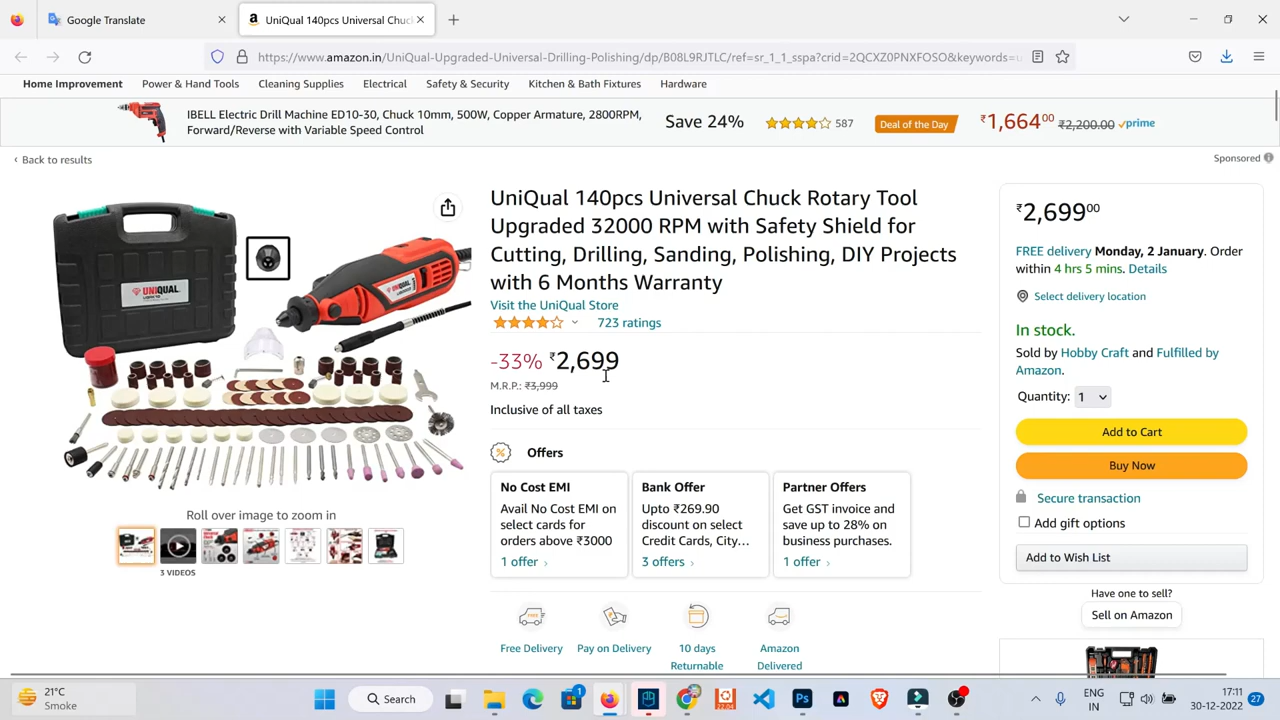 Google Translate
UniQual 140pcs Universal Chuc
https://www.amazon.in/UniQual-Upgraded-Universal-Drilling-Polishing/dp/B08L9RJTLC/ref=sr_1_1_sspa?crid=2QCXZ0PNXFOSO&keywords=u
Home Improvement Power & Hand Tools Cleaning Supplies Electrical Safety & Security Kitchen & Bath Fixtures Hardware
IBELL Electric Drill Machine ED10-30, Chuck 10mm, 500W, Copper Armature, 2800RPM,
Forward/Reverse with Variable Speed Control
Save 24%
587
Deal of the Day
₹1,664⁰⁰ ₹2,200.00 prime
‹ Back to results
Sponsored
UNIQUAL
UniQual 140pcs Universal Chuck Rotary Tool
Upgraded 32000 RPM with Safety Shield for
Cutting, Drilling, Sanding, Polishing, DIY Projects
with 6 Months Warranty
Visit the UniQual Store
723 ratings
-33% ₹2,699
M.R.P.: ₹3,999
Inclusive of all taxes
Offers
No Cost EMI
Avail No Cost EMI on
select cards for
orders above ₹3000
1 offer ›
Bank Offer
Upto ₹269.90
discount on select
Credit Cards, City…
3 offers ›
Partner Offers
Get GST invoice and
save up to 28% on
business purchases.
1 offer ›
Free Delivery
Pay on Delivery
10 days
Returnable
Amazon
Delivered
Roll over image to zoom in
3 VIDEOS
₹2,699⁰⁰
FREE delivery Monday, 2 January. Order
within 4 hrs 5 mins. Details
Select delivery location
In stock.
Sold by Hobby Craft and Fulfilled by
Amazon.
Quantity: 1
Add to Cart
Buy Now
Secure transaction
Add gift options
Add to Wish List
Have one to sell?
Sell on Amazon
21°C
Smoke
Search
ENG
IN
17:11
30-12-2022
27